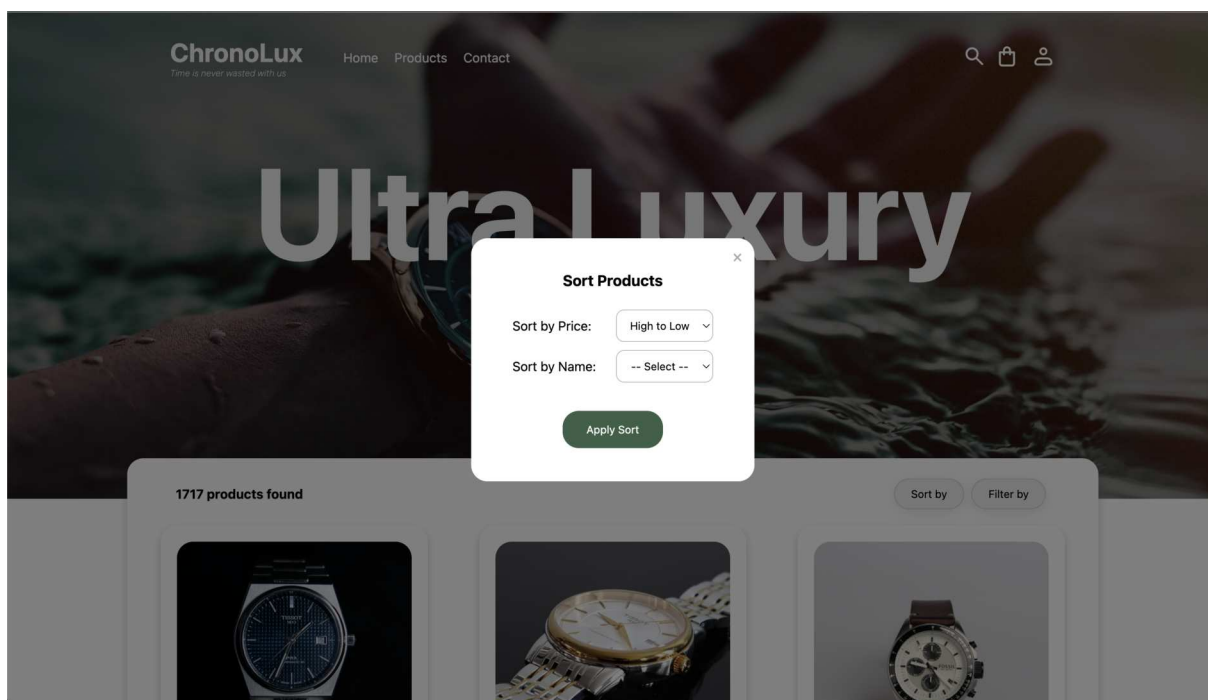 ChronoLux
Time is never wasted with us
Home Products Contact
Ultra Luxury
×
Sort Products
Sort by Price: High to Low
Sort by Name: -- Select --
Apply Sort
1717 products found
Sort by Filter by
TISSOT